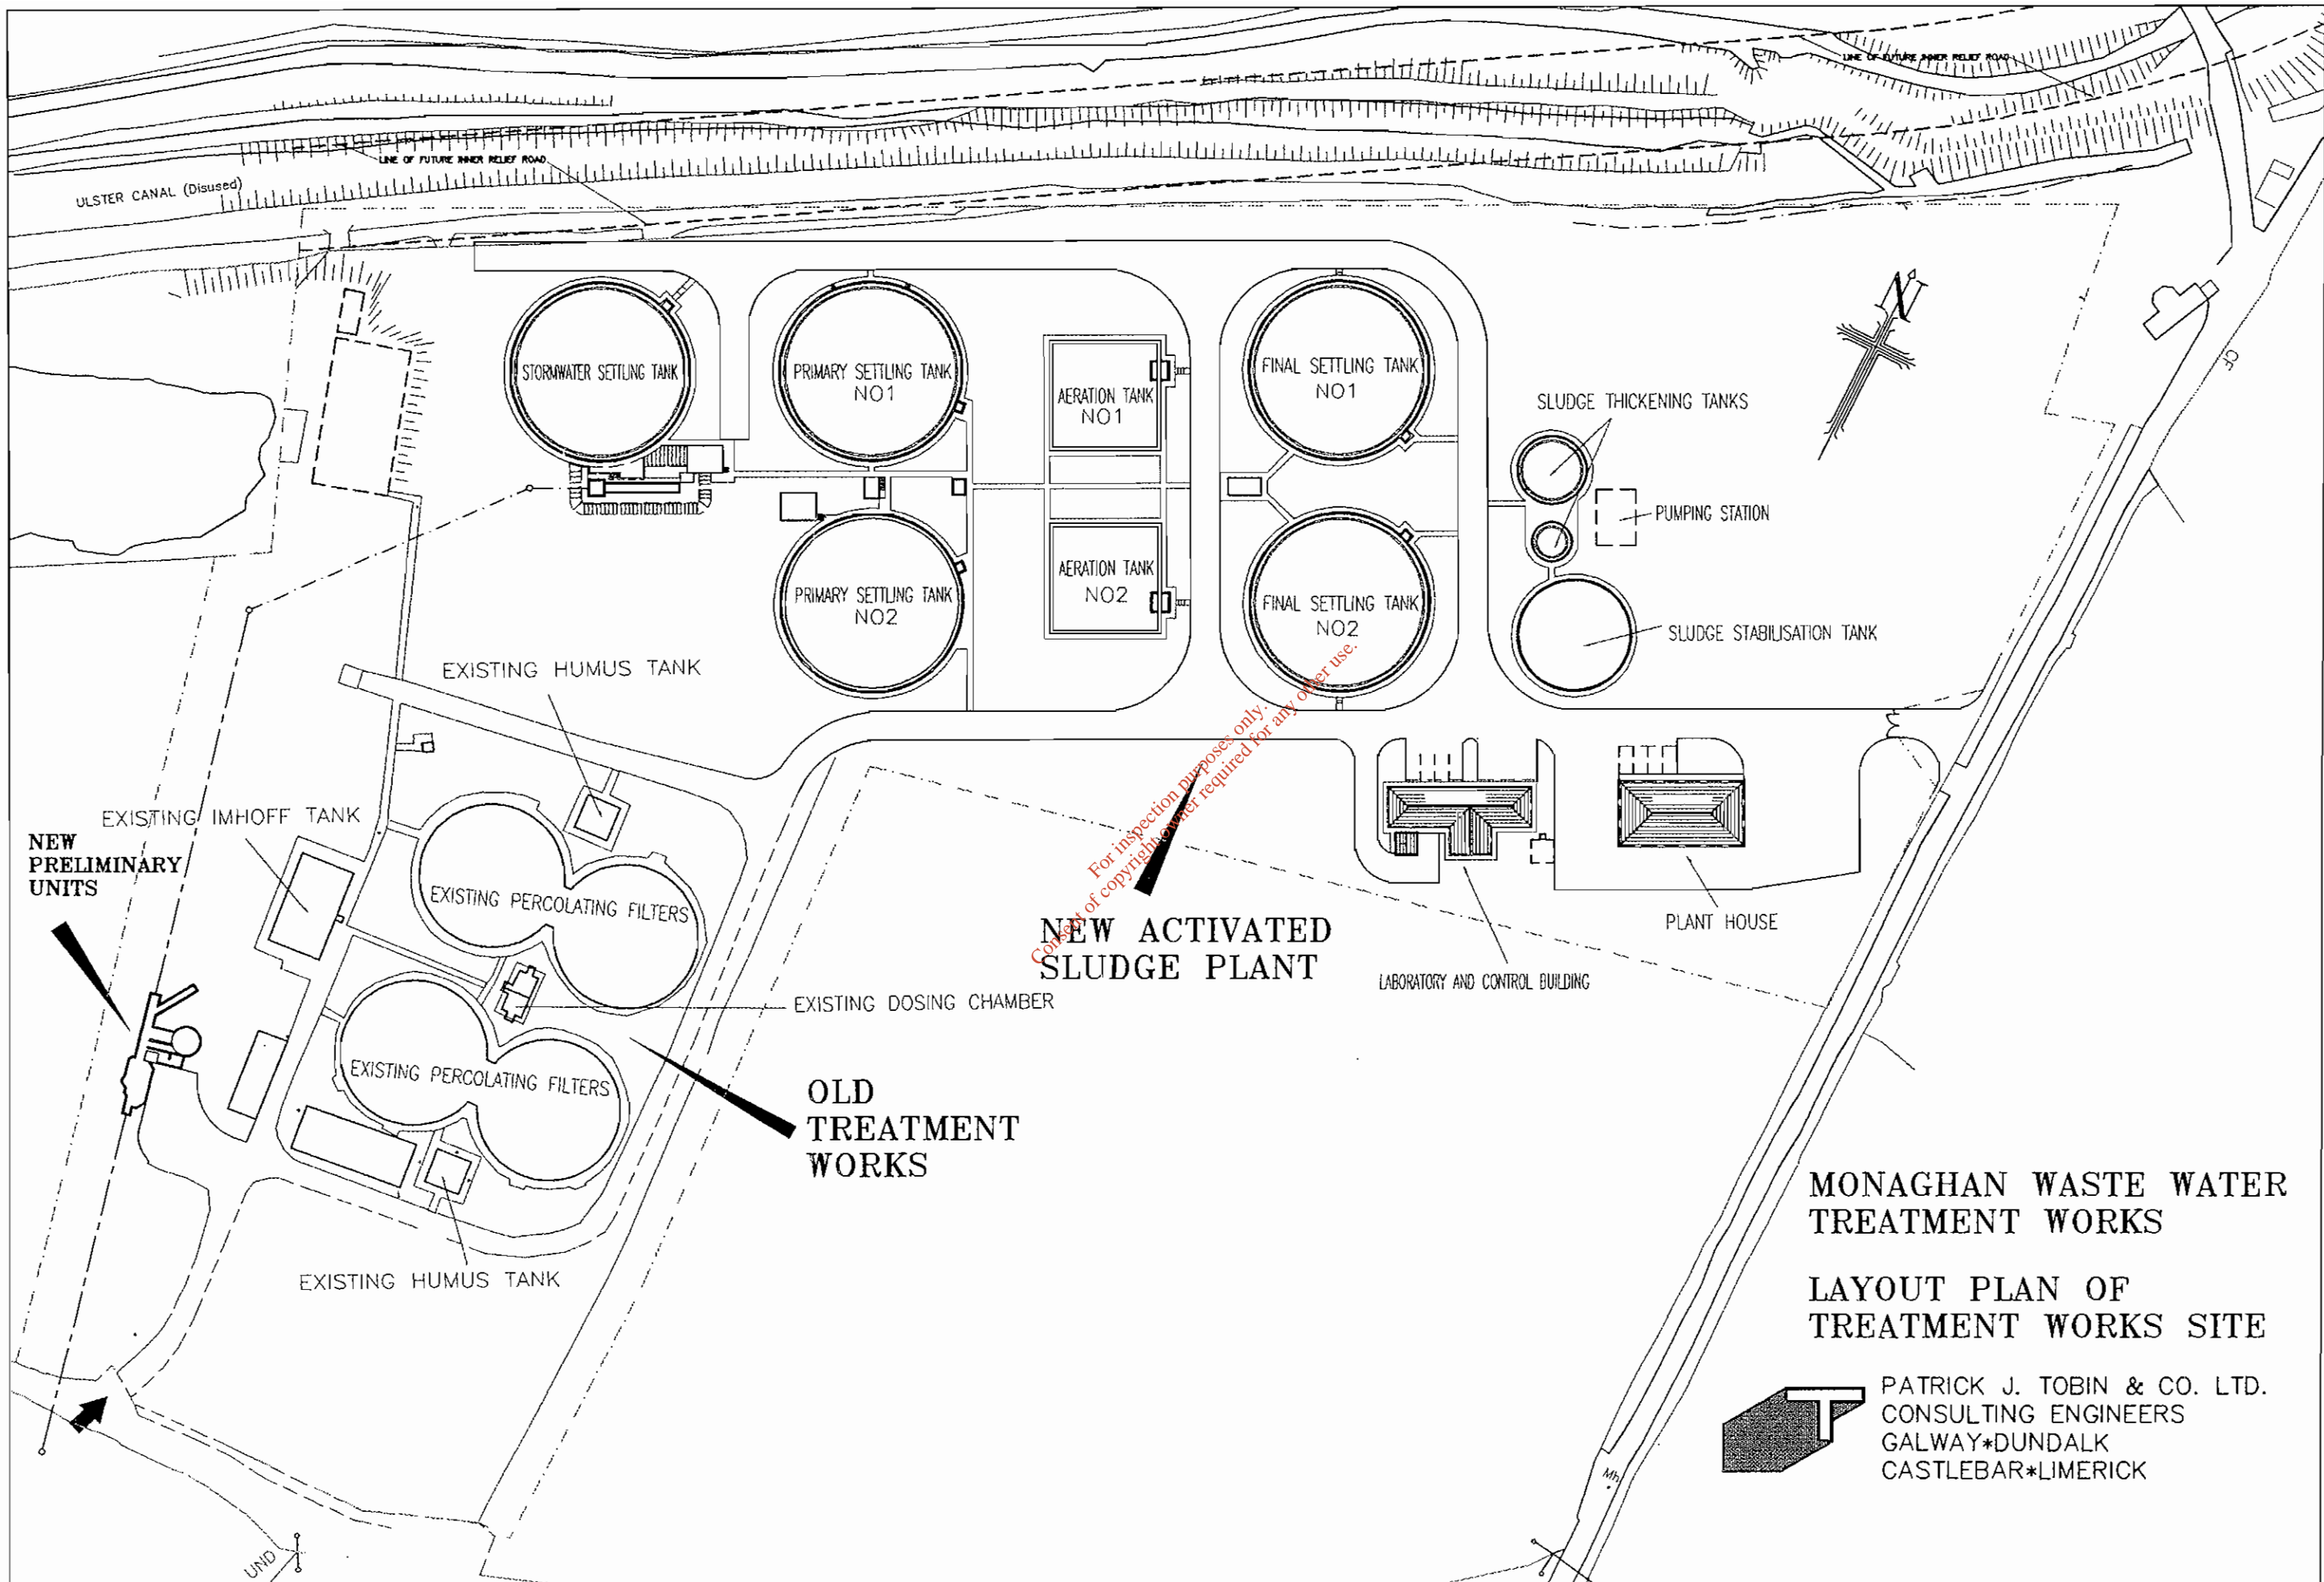 LINE OF FUTURE INNER RELIEF ROAD
LINE OF FUTURE INNER RELIEF ROAD
ULSTER CANAL (Disused)
N
STORMWATER SETTLING TANK
PRIMARY SETTLING TANK
NO1
AERATION TANK
NO1
FINAL SETTLING TANK
NO1
SLUDGE THICKENING TANKS
PUMPING STATION
PRIMARY SETTLING TANK
NO2
AERATION TANK
NO2
FINAL SETTLING TANK
NO2
SLUDGE STABILISATION TANK
EXISTING HUMUS TANK
EXISTING IMHOFF TANK
NEW
PRELIMINARY
UNITS
EXISTING PERCOLATING FILTERS
For inspection purposes only.
Consent of copyright owner required for any other use.
NEW ACTIVATED
SLUDGE PLANT
PLANT HOUSE
LABORATORY AND CONTROL BUILDING
EXISTING DOSING CHAMBER
EXISTING PERCOLATING FILTERS
OLD
TREATMENT
WORKS
EXISTING HUMUS TANK
MONAGHAN WASTE WATER
TREATMENT WORKS
LAYOUT PLAN OF
TREATMENT WORKS SITE
PATRICK J. TOBIN & CO. LTD.
CONSULTING ENGINEERS
GALWAY*DUNDALK
CASTLEBAR*LIMERICK
Mh
UND